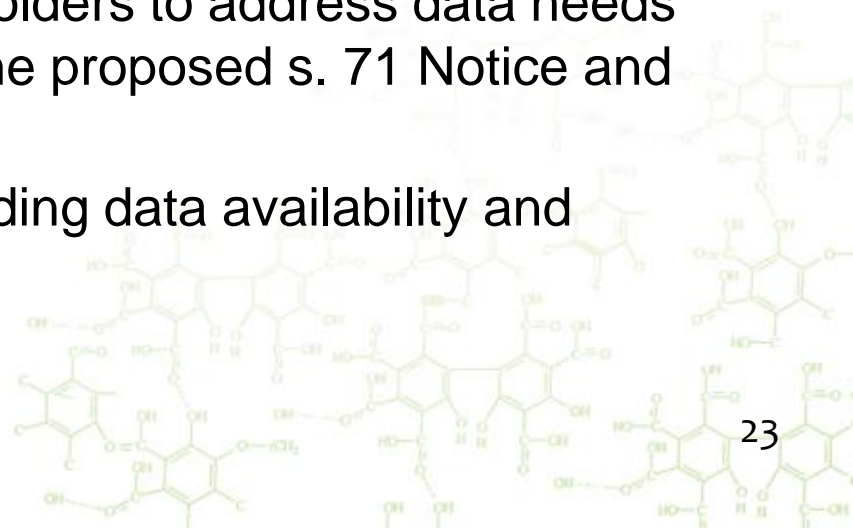 olders to address data needs
he proposed s. 71 Notice and
ding data availability and
23